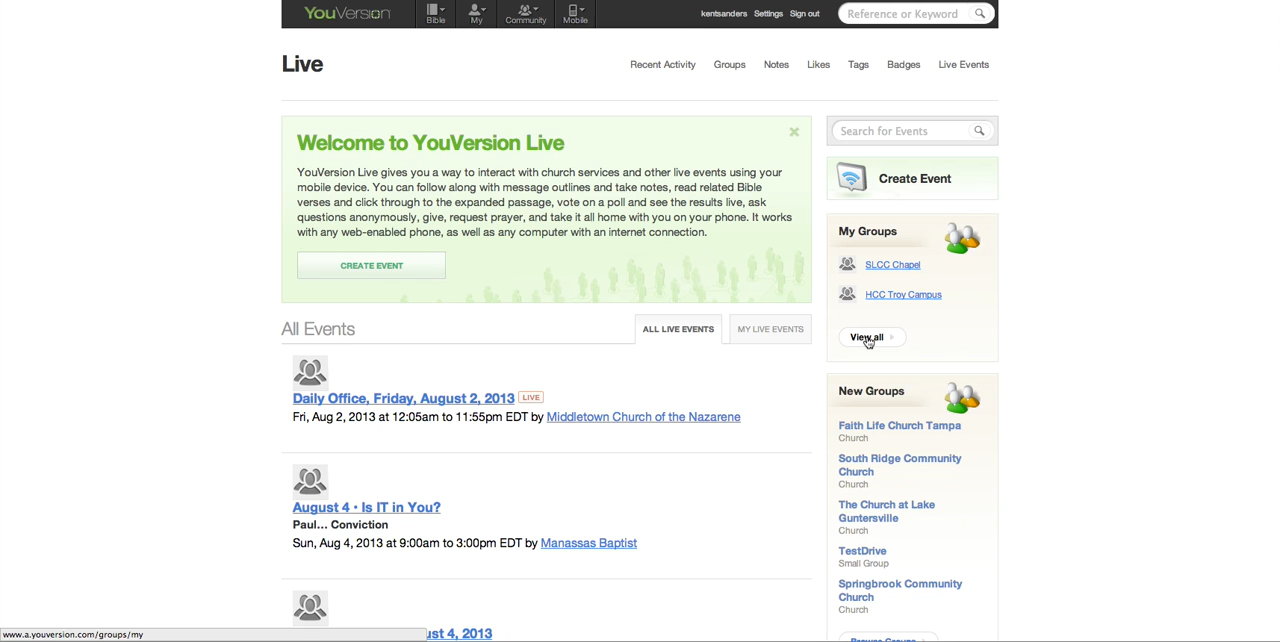 YouVersion
Bible
My
Community
Mobile
kentsanders Settings Sign out
Reference or Keyword
Live
Recent Activity Groups Notes Likes Tags Badges Live Events
Welcome to YouVersion Live
YouVersion Live gives you a way to interact with church services and other live events using your
mobile device. You can follow along with message outlines and take notes, read related Bible
verses and click through to the expanded passage, vote on a poll and see the results live, ask
questions anonymously, give, request prayer, and take it all home with you on your phone. It works
with any web-enabled phone, as well as any computer with an internet connection.
CREATE EVENT
All Events
ALL LIVE EVENTS
MY LIVE EVENTS
Daily Office, Friday, August 2, 2013 LIVE
Fri, Aug 2, 2013 at 12:05am to 11:55pm EDT by Middletown Church of the Nazarene
August 4 • Is IT in You?
Paul... Conviction
Sun, Aug 4, 2013 at 9:00am to 3:00pm EDT by Manassas Baptist
4, 2013
Search for Events
Create Event
My Groups
SLCC Chapel
HCC Troy Campus
View all
New Groups
Faith Life Church Tampa
Church
South Ridge Community
Church
Church
The Church at Lake
Guntersville
Church
TestDrive
Small Group
Springbrook Community
Church
Church
Browse Groups
www.a.youversion.com/groups/my